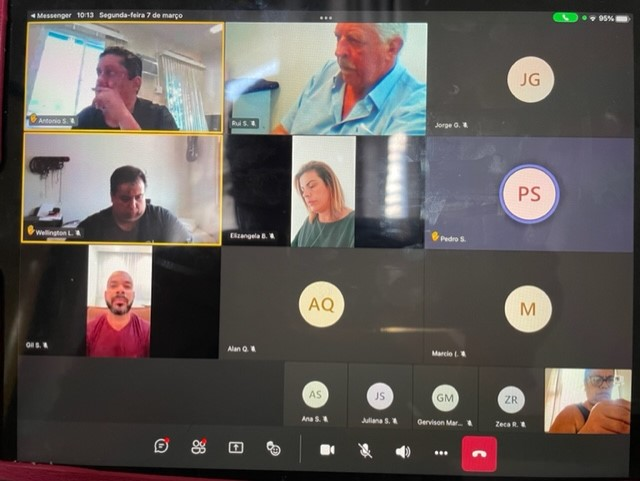 ◀ Messenger 10:13 Segunda-feira 7 de março
95%
Antonio S.
Rui S.
JG
Jorge G.
Wellington L.
Elizangela B.
PS
Pedro S.
Gil S.
AQ
Alan Q.
M
Marcio (.
AS
Ana S.
JS
Juliana S.
GM
Gervison Mar...
ZR
Zeca R.